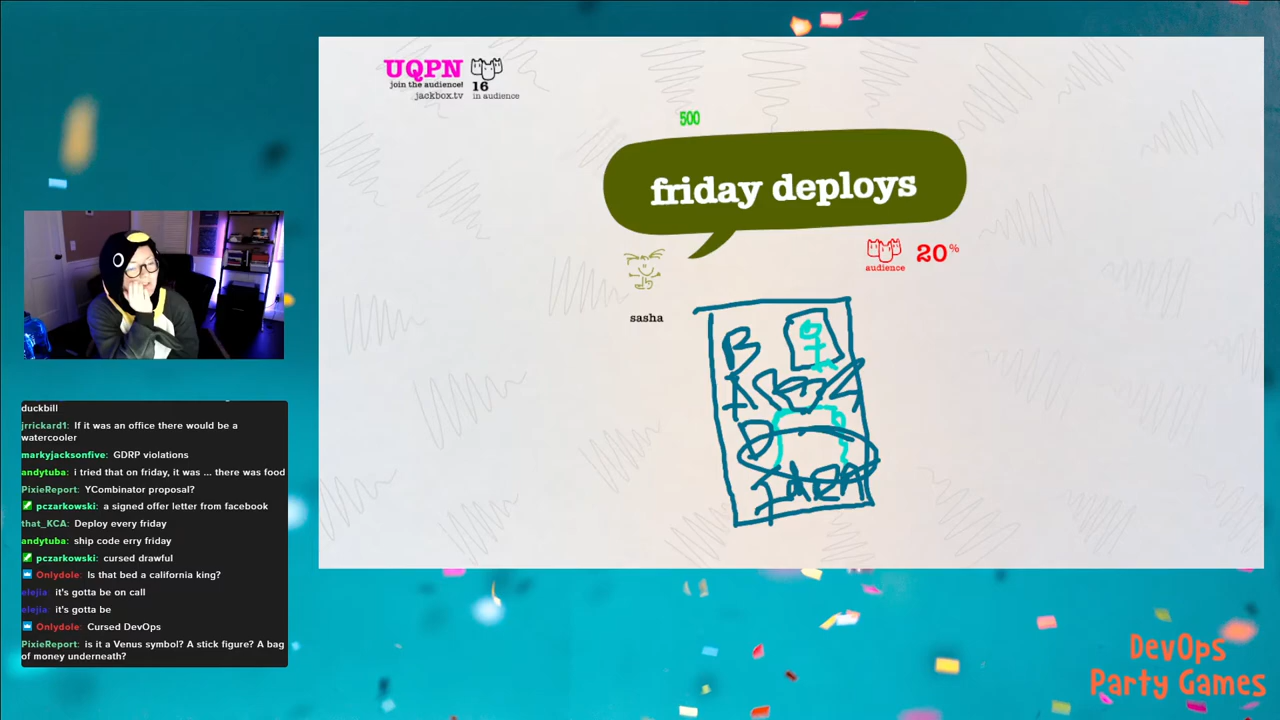 UQPN
join the audience!
jackbox.tv
16
in audience
500
friday deploys
sasha
audience
20%
B
A
D
IdEA
duckbill
jrrickard1: If it was an office there would be a
watercooler
markyjacksonfive: GDRP violations
andytuba: i tried that on friday, it was ... there was food
PixieReport: YCombinator proposal?
pczarkowski: a signed offer letter from facebook
that_KCA: Deploy every friday
andytuba: ship code erry friday
pczarkowski: cursed drawful
Onlydole: Is that bed a california king?
elejia: it's gotta be on call
elejia: it's gotta be
Onlydole: Cursed DevOps
PixieReport: is it a Venus symbol? A stick figure? A bag
of money underneath?
DevOps
Party Games